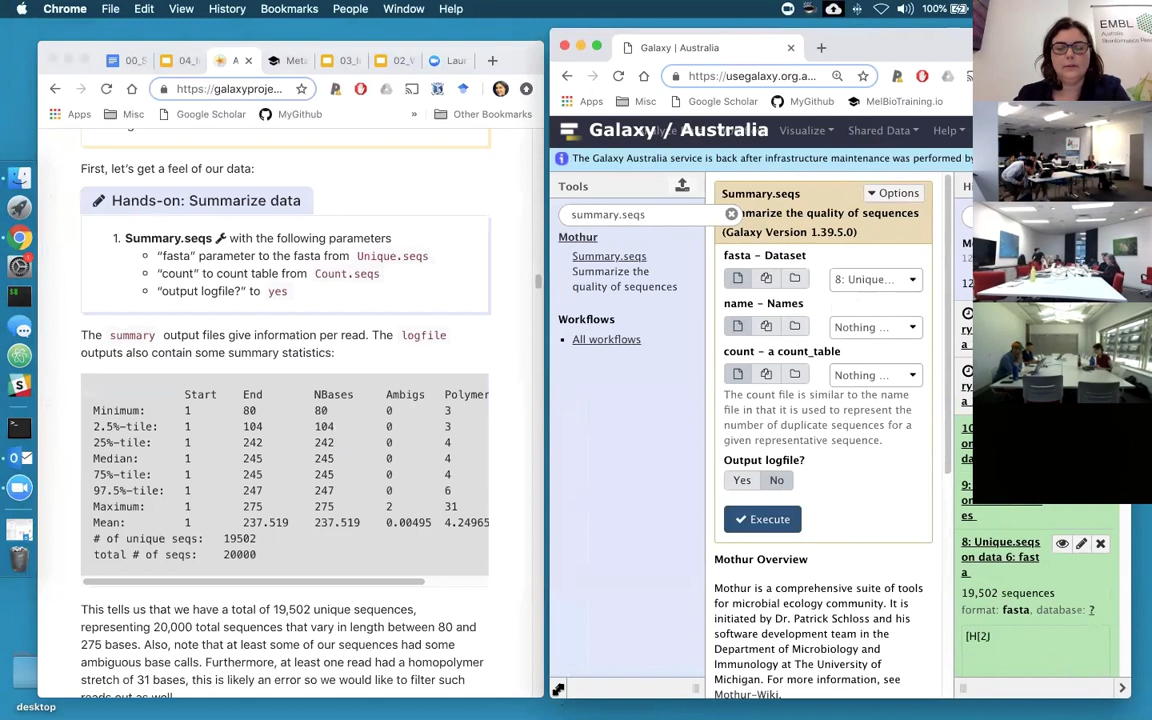 Chrome File Edit View History Bookmarks People Window Help 100%
00_S 04_I A Meta 03_I 02_V Laun
https://galaxyproje...
Apps Misc Google Scholar MyGithub » Other Bookmarks
First, let's get a feel of our data:
Hands-on: Summarize data
1. Summary.seqs with the following parameters
"fasta" parameter to the fasta from Unique.seqs
"count" to count table from Count.seqs
"output logfile?" to yes
The summary output files give information per read. The logfile
outputs also contain some summary statistics:
Start End NBases Ambigs Polymer
Minimum: 1 80 80 0 3
2.5%-tile: 1 104 104 0 3
25%-tile: 1 242 242 0 4
Median: 1 245 245 0 4
75%-tile: 1 245 245 0 4
97.5%-tile: 1 247 247 0 6
Maximum: 1 275 275 2 31
Mean: 1 237.519 237.519 0.00495 4.24965
# of unique seqs: 19502
total # of seqs: 20000
This tells us that we have a total of 19,502 unique sequences,
representing 20,000 total sequences that vary in length between 80 and
275 bases. Also, note that at least some of our sequences had some
ambiguous base calls. Furthermore, at least one read had a homopolymer
stretch of 31 bases, this is likely an error so we would like to filter such
reads out as well.
desktop
Galaxy | Australia
https://usegalaxy.org.a...
Apps Misc Google Scholar MyGithub MelBioTraining.io
Galaxy / Australia Visualize Shared Data Help
The Galaxy Australia service is back after infrastructure maintenance was performed by
Tools
summary.seqs
Mothur
Summary.seqs
Summarize the
quality of sequences
Workflows
All workflows
Summary.seqs Options
the quality of sequences
(Galaxy Version 1.39.5.0)
fasta - Dataset
8: Unique...
name - Names
Nothing ...
count - a count_table
Nothing ...
The count file is similar to the name
file in that it is used to represent the
number of duplicate sequences for a
given representative sequence.
Output logfile?
Yes No
Execute
Mothur Overview
Mothur is a comprehensive suite of tools
for microbial ecology community. It is
initiated by Dr. Patrick Schloss and his
software development team in the
Department of Microbiology and
Immunology at The University of
Michigan. For more information, see
Mothur-Wiki.
8: Unique.seqs
on data 6: fast
a
19,502 sequences
format: fasta, database: ?
[H[2J
EMBL
Australia